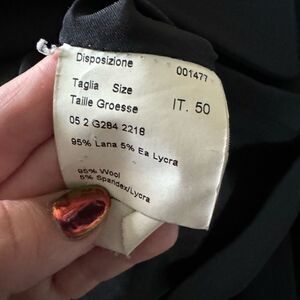 Disposizione 001477
Taglia Size
Taille Groesse IT. 50
05 2 G284 2218
95% Lana 5% Ea Lycra
95% Wool
5% Spandex/Lycra